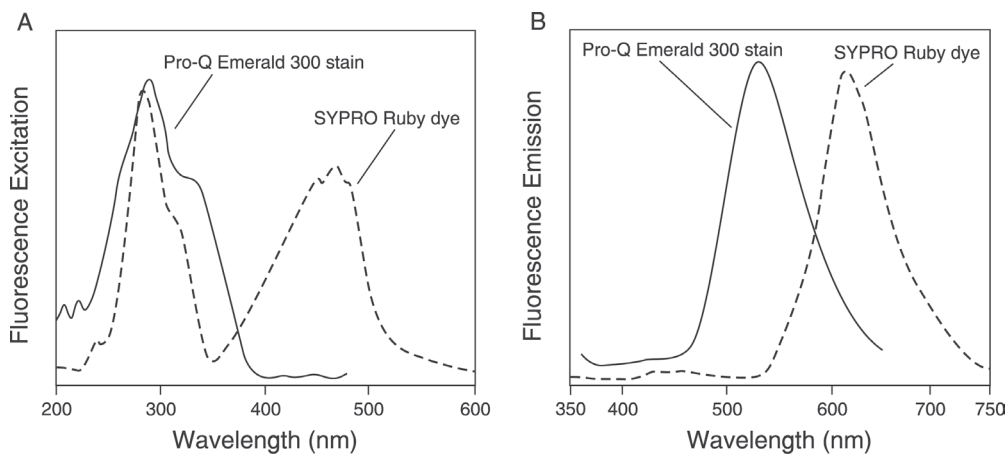 A
Pro-Q Emerald 300 stain
SYPRO Ruby dye
Fluorescence Excitation
200 300 400 500 600
Wavelength (nm)
B
Pro-Q Emerald 300 stain
SYPRO Ruby dye
Fluorescence Emission
350 400 500 600 700 750
Wavelength (nm)